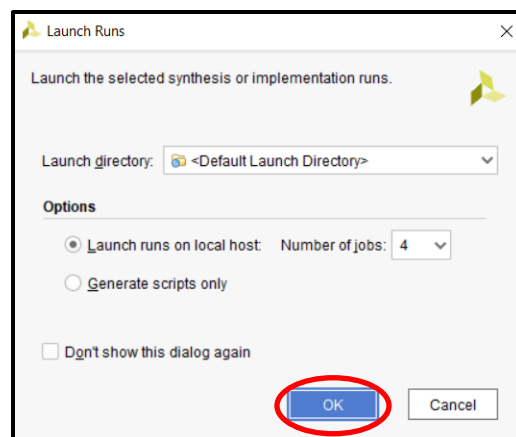 Launch Runs
Launch the selected synthesis or implementation runs.
Launch directory: <Default Launch Directory>
Options
Launch runs on local host: Number of jobs: 4
Generate scripts only
Don't show this dialog again
OK Cancel